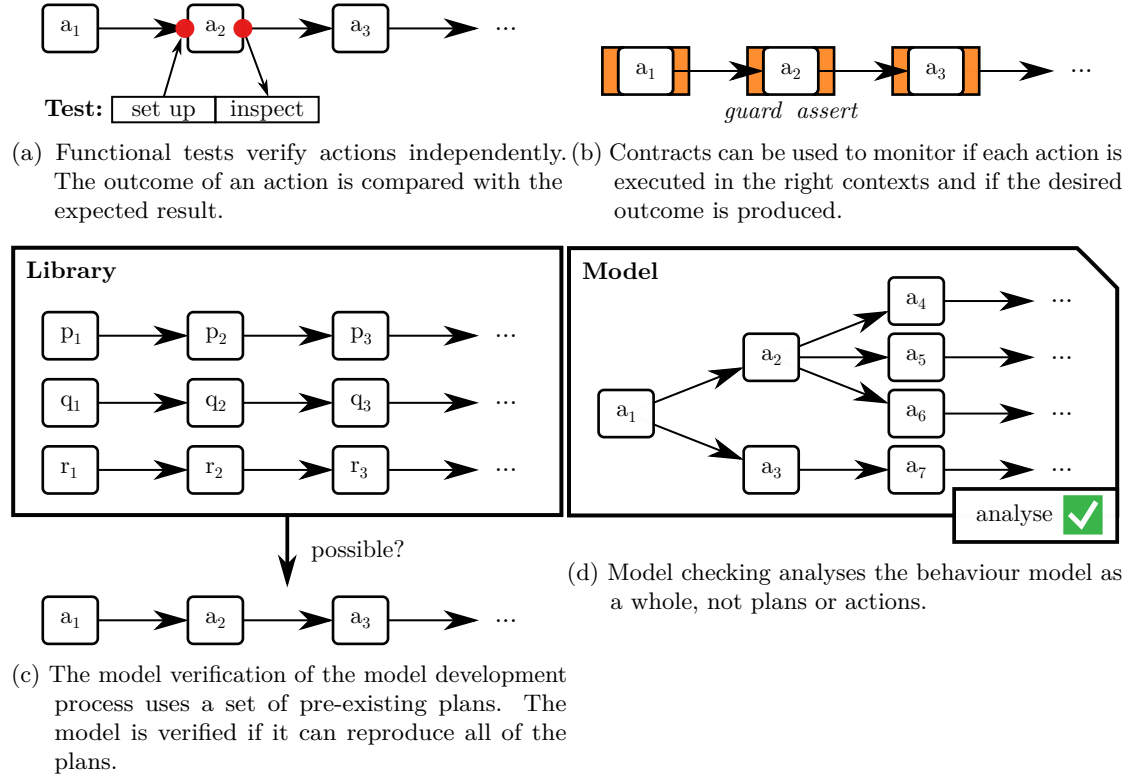 a₁ a₂ a₃ ...
Test: set up inspect
(a) Functional tests verify actions independently.
The outcome of an action is compared with the
expected result.
a₁ a₂ a₃ ...
guard assert
(b) Contracts can be used to monitor if each action is
executed in the right contexts and if the desired
outcome is produced.
Library
p₁ p₂ p₃ ...
q₁ q₂ q₃ ...
r₁ r₂ r₃ ...
possible?
a₁ a₂ a₃ ...
(c) The model verification of the model development
process uses a set of pre-existing plans. The
model is verified if it can reproduce all of the
plans.
Model
a₄ ...
a₂ a₅ ...
a₁ a₆ ...
a₃ a₇ ...
analyse
(d) Model checking analyses the behaviour model as
a whole, not plans or actions.